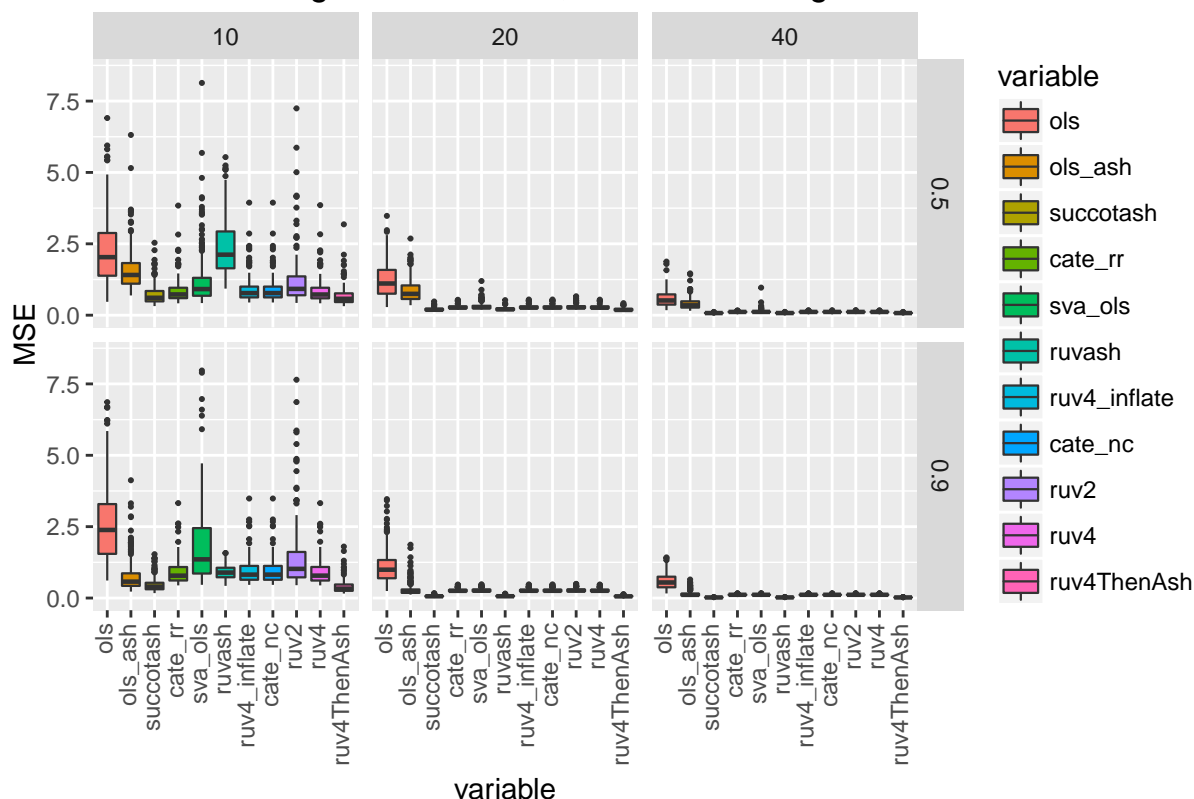 10 20 40
7.5
5.0
2.5
0.0
0.5
7.5
5.0
2.5
0.0
0.9
MSE
ols ols_ash succotash cate_rr sva_ols ruvash ruv4_inflate cate_nc ruv2 ruv4 ruv4ThenAsh
ols ols_ash succotash cate_rr sva_ols ruvash ruv4_inflate cate_nc ruv2 ruv4 ruv4ThenAsh
ols ols_ash succotash cate_rr sva_ols ruvash ruv4_inflate cate_nc ruv2 ruv4 ruv4ThenAsh
variable
variable
ols
ols_ash
succotash
cate_rr
sva_ols
ruvash
ruv4_inflate
cate_nc
ruv2
ruv4
ruv4ThenAsh